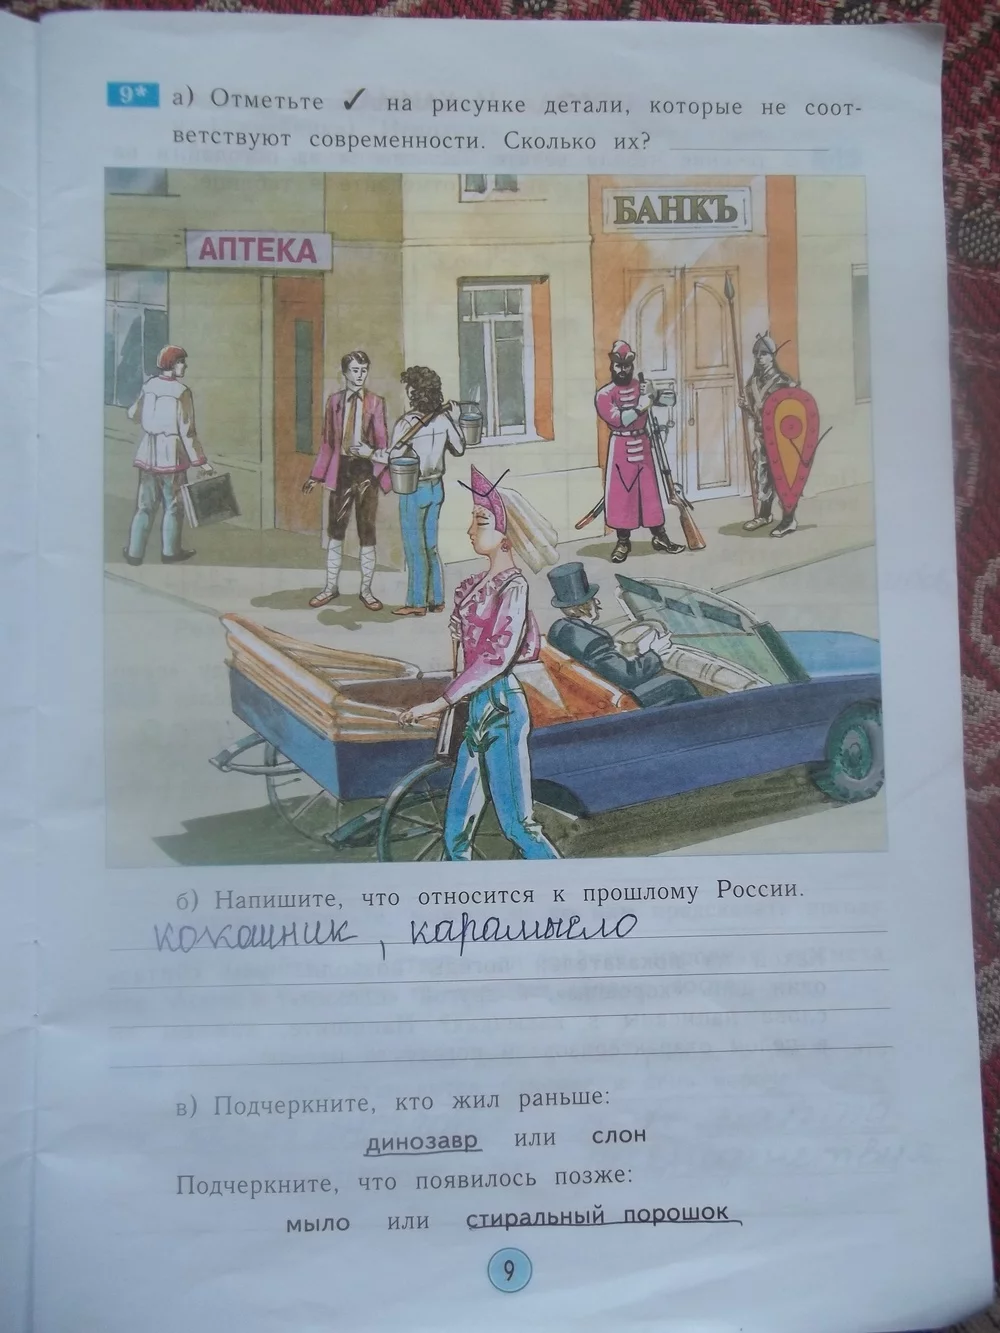 9* а) Отметьте ✓ на рисунке детали, которые не соот-
ветствуют современности. Сколько их?
БАНКЪ
АПТЕКА
б) Напишите, что относится к прошлому России.
кокошник, карамысло
в) Подчеркните, кто жил раньше:
динозавр или слон
Подчеркните, что появилось позже:
мыло или стиральный порошок
9